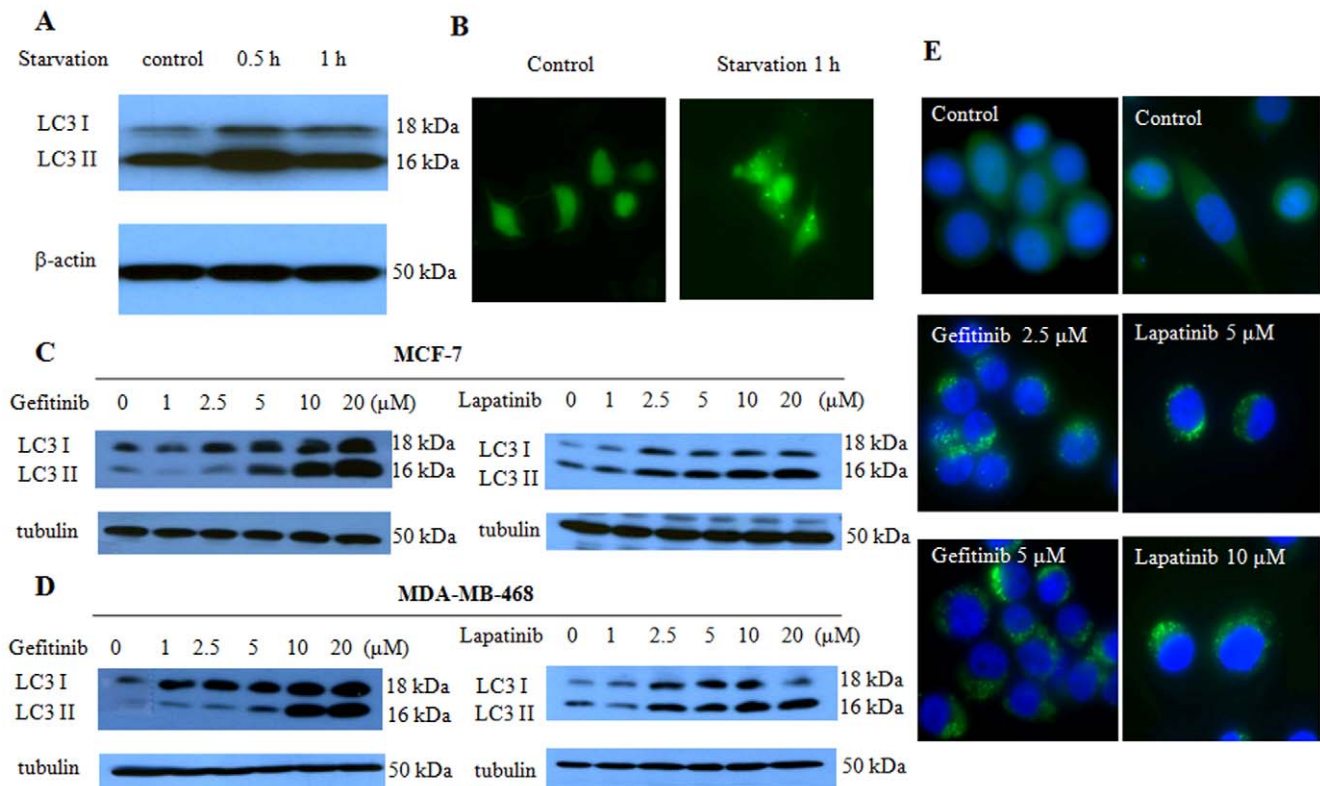 A
Starvation control 0.5 h 1 h
LC3 I 18 kDa
LC3 II 16 kDa
β-actin 50 kDa
B
Control Starvation 1 h
C
MCF-7
Gefitinib 0 1 2.5 5 10 20 (µM)
LC3 I 18 kDa
LC3 II 16 kDa
tubulin 50 kDa
Lapatinib 0 1 2.5 5 10 20 (µM)
LC3 I 18 kDa
LC3 II 16 kDa
tubulin 50 kDa
D
MDA-MB-468
Gefitinib 0 1 2.5 5 10 20 (µM)
LC3 I 18 kDa
LC3 II 16 kDa
tubulin 50 kDa
Lapatinib 0 1 2.5 5 10 20 (µM)
LC3 I 18 kDa
LC3 II 16 kDa
tubulin 50 kDa
E
Control Control
Gefitinib 2.5 µM Lapatinib 5 µM
Gefitinib 5 µM Lapatinib 10 µM